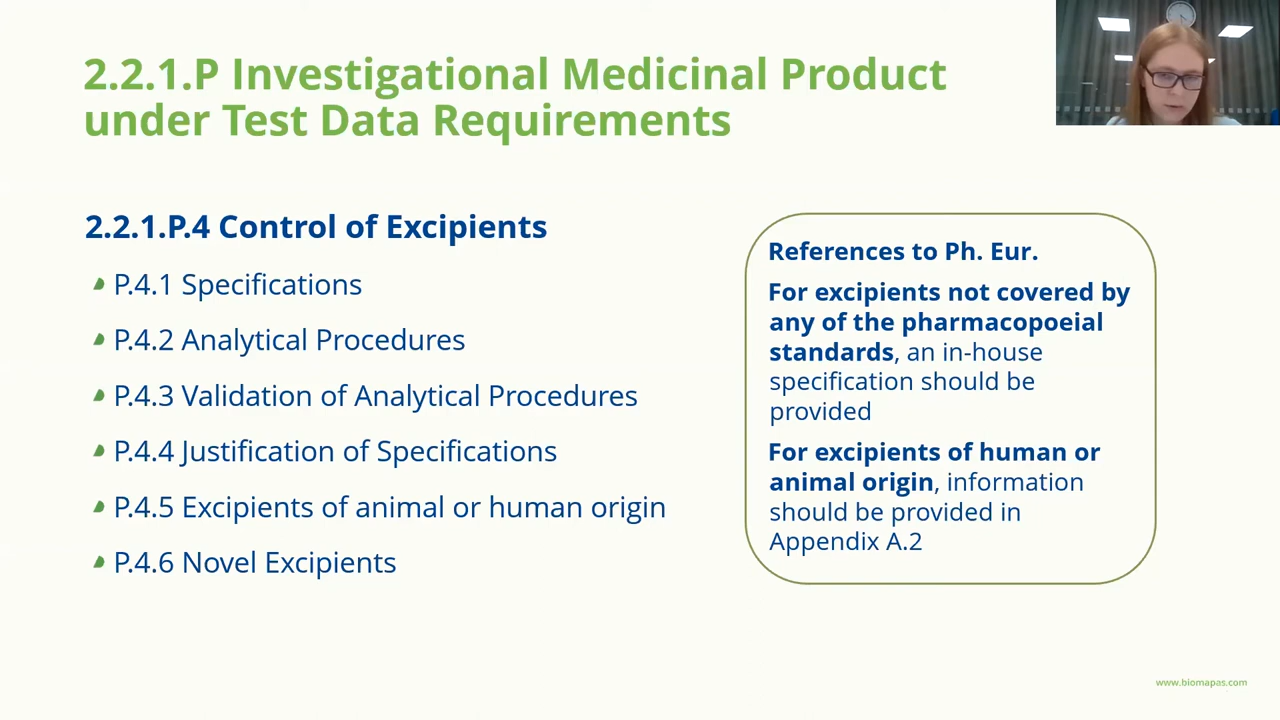 2.2.1.P Investigational Medicinal Product
under Test Data Requirements
2.2.1.P.4 Control of Excipients
P.4.1 Specifications
P.4.2 Analytical Procedures
P.4.3 Validation of Analytical Procedures
P.4.4 Justification of Specifications
P.4.5 Excipients of animal or human origin
P.4.6 Novel Excipients
References to Ph. Eur.
For excipients not covered by
any of the pharmacopoeial
standards, an in-house
specification should be
provided
For excipients of human or
animal origin, information
should be provided in
Appendix A.2
www.biomapas.com